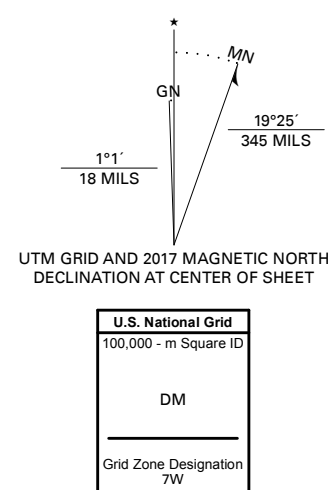 ★
MN
GN
19°25´
345 MILS
1°1´
18 MILS
UTM GRID AND 2017 MAGNETIC NORTH
DECLINATION AT CENTER OF SHEET
U.S. National Grid
100,000 - m Square ID
DM
Grid Zone Designation
7W